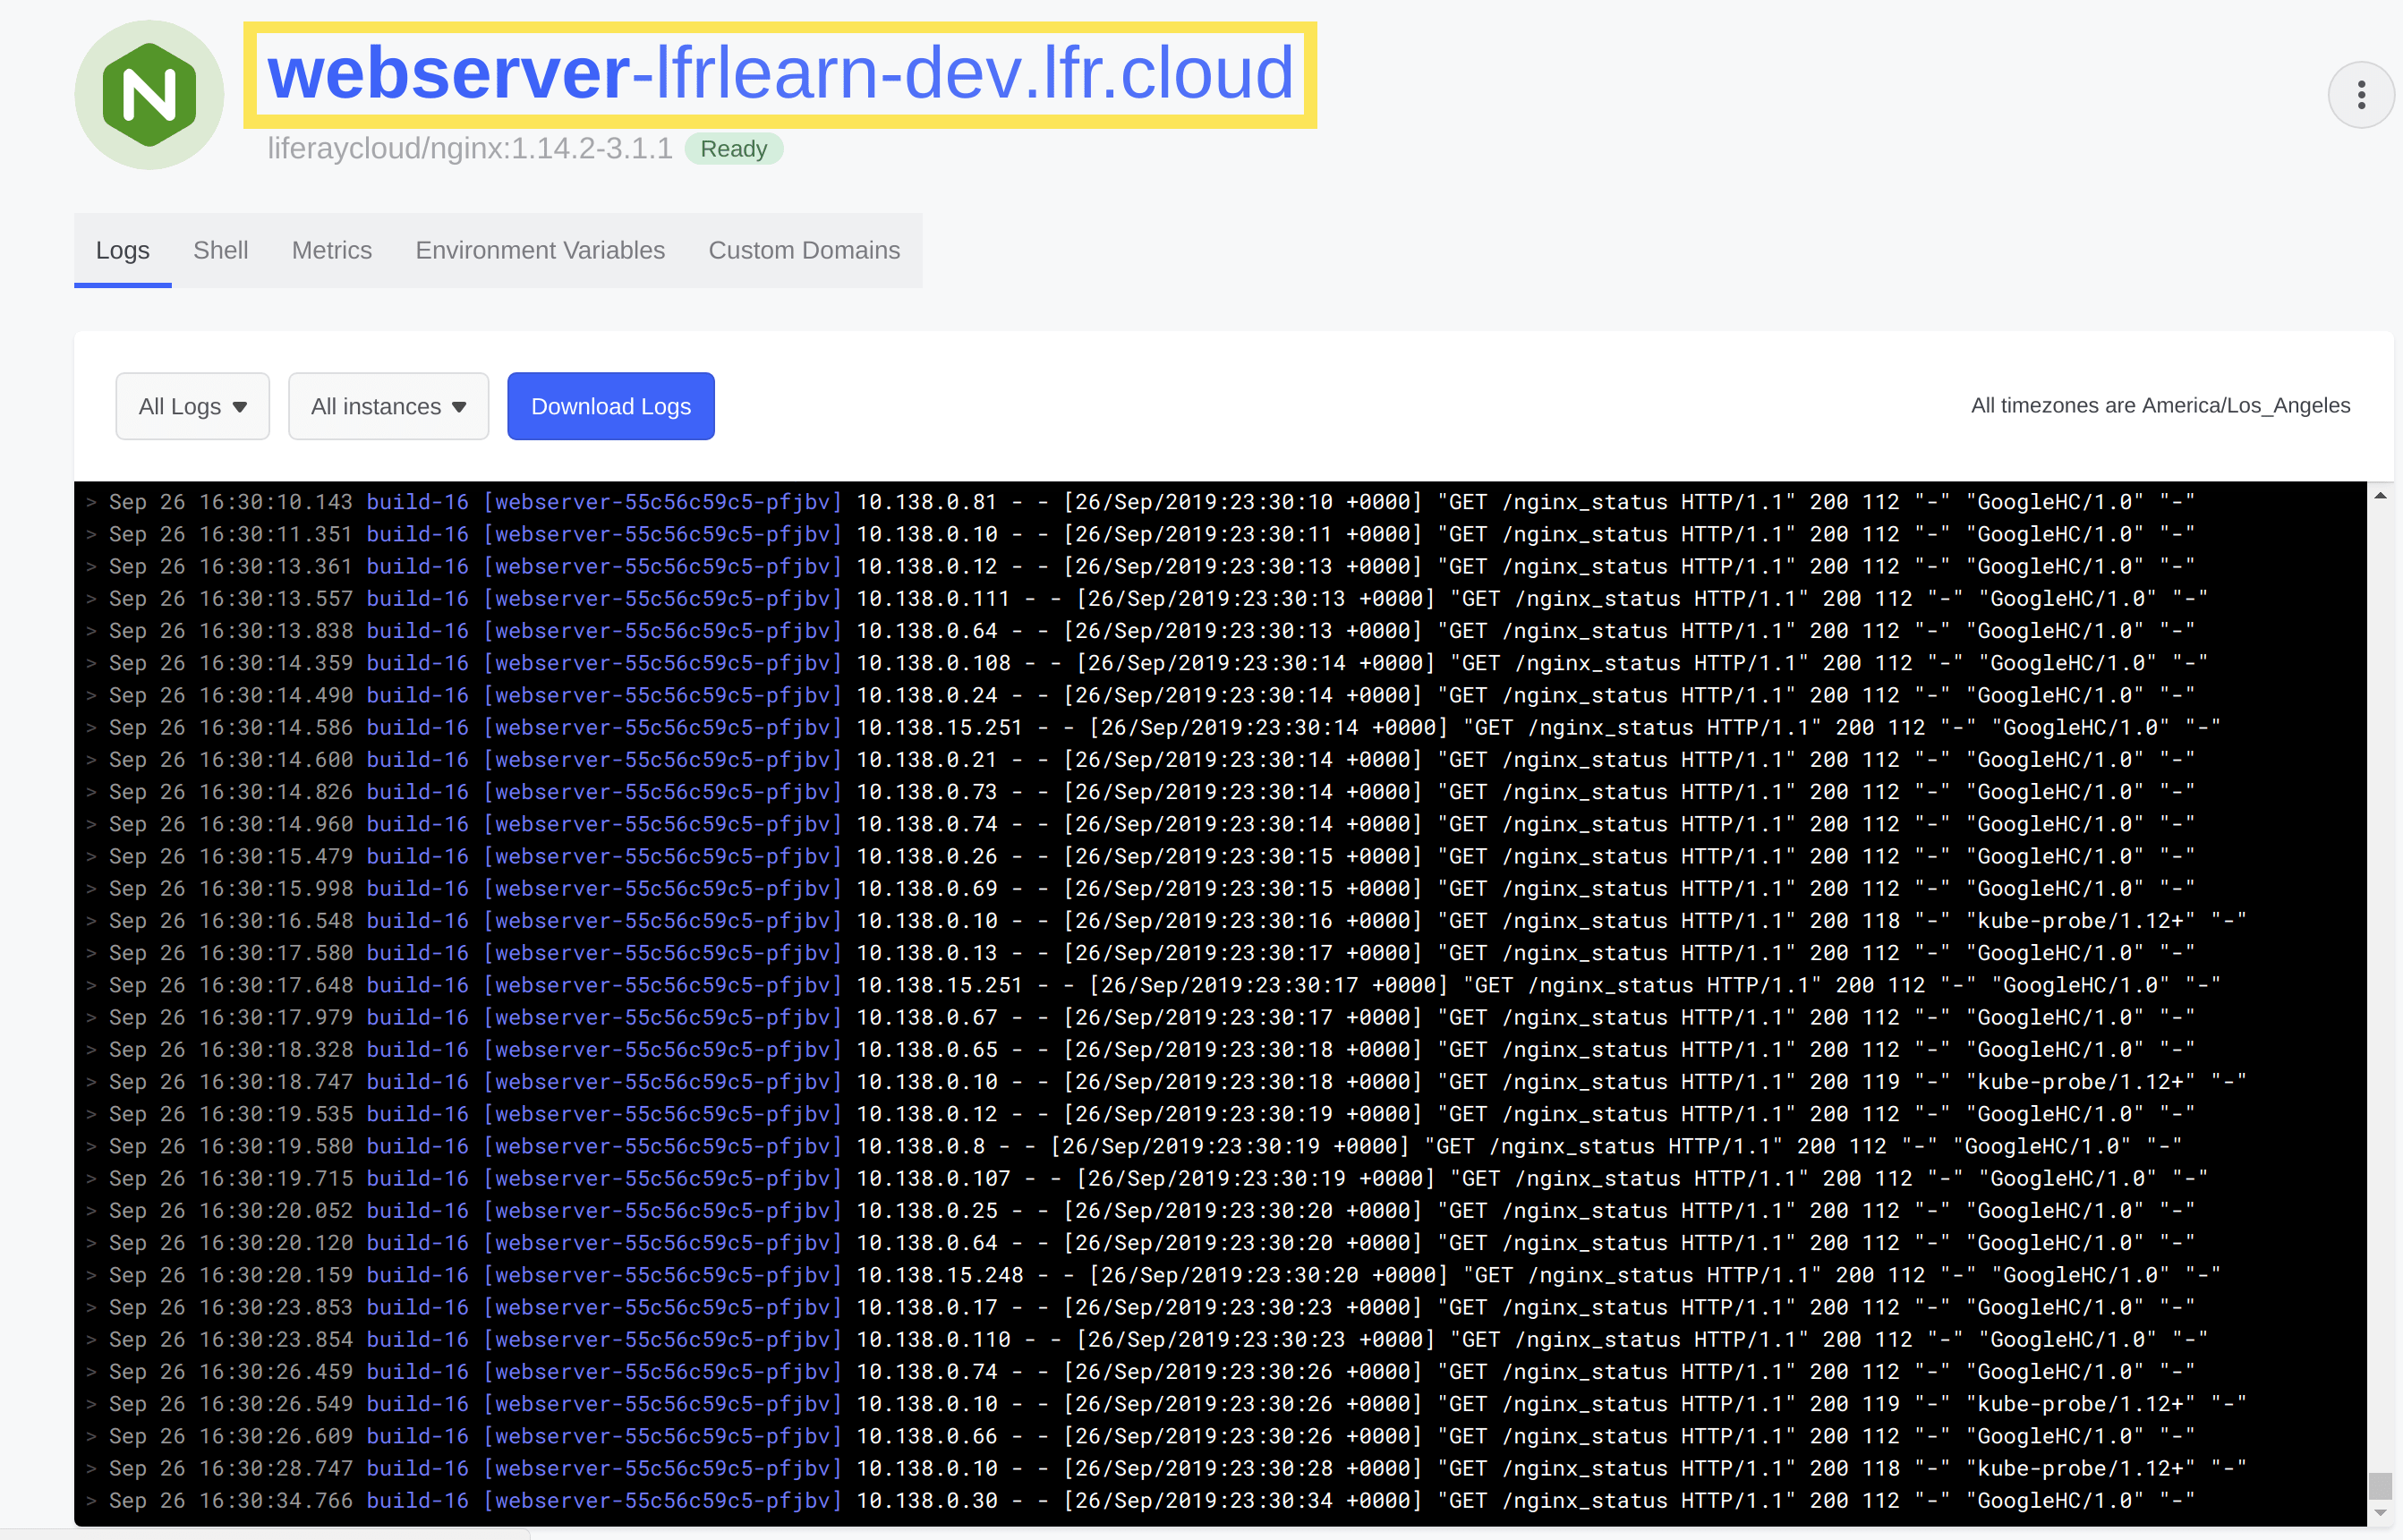 N
webserver-lfrlearn-dev.lfr.cloud
liferaycloud/nginx:1.14.2-3.1.1 Ready
Logs Shell Metrics Environment Variables Custom Domains
All Logs All instances Download Logs All timezones are America/Los_Angeles
> Sep 26 16:30:10.143 build-16 [webserver-55c56c59c5-pfjbv] 10.138.0.81 - - [26/Sep/2019:23:30:10 +0000] "GET /nginx_status HTTP/1.1" 200 112 "-" "GoogleHC/1.0" "-"
> Sep 26 16:30:11.351 build-16 [webserver-55c56c59c5-pfjbv] 10.138.0.10 - - [26/Sep/2019:23:30:11 +0000] "GET /nginx_status HTTP/1.1" 200 112 "-" "GoogleHC/1.0" "-"
> Sep 26 16:30:13.361 build-16 [webserver-55c56c59c5-pfjbv] 10.138.0.12 - - [26/Sep/2019:23:30:13 +0000] "GET /nginx_status HTTP/1.1" 200 112 "-" "GoogleHC/1.0" "-"
> Sep 26 16:30:13.557 build-16 [webserver-55c56c59c5-pfjbv] 10.138.0.111 - - [26/Sep/2019:23:30:13 +0000] "GET /nginx_status HTTP/1.1" 200 112 "-" "GoogleHC/1.0" "-"
> Sep 26 16:30:13.838 build-16 [webserver-55c56c59c5-pfjbv] 10.138.0.64 - - [26/Sep/2019:23:30:13 +0000] "GET /nginx_status HTTP/1.1" 200 112 "-" "GoogleHC/1.0" "-"
> Sep 26 16:30:14.359 build-16 [webserver-55c56c59c5-pfjbv] 10.138.0.108 - - [26/Sep/2019:23:30:14 +0000] "GET /nginx_status HTTP/1.1" 200 112 "-" "GoogleHC/1.0" "-"
> Sep 26 16:30:14.490 build-16 [webserver-55c56c59c5-pfjbv] 10.138.0.24 - - [26/Sep/2019:23:30:14 +0000] "GET /nginx_status HTTP/1.1" 200 112 "-" "GoogleHC/1.0" "-"
> Sep 26 16:30:14.586 build-16 [webserver-55c56c59c5-pfjbv] 10.138.15.251 - - [26/Sep/2019:23:30:14 +0000] "GET /nginx_status HTTP/1.1" 200 112 "-" "GoogleHC/1.0" "-"
> Sep 26 16:30:14.600 build-16 [webserver-55c56c59c5-pfjbv] 10.138.0.21 - - [26/Sep/2019:23:30:14 +0000] "GET /nginx_status HTTP/1.1" 200 112 "-" "GoogleHC/1.0" "-"
> Sep 26 16:30:14.826 build-16 [webserver-55c56c59c5-pfjbv] 10.138.0.73 - - [26/Sep/2019:23:30:14 +0000] "GET /nginx_status HTTP/1.1" 200 112 "-" "GoogleHC/1.0" "-"
> Sep 26 16:30:14.960 build-16 [webserver-55c56c59c5-pfjbv] 10.138.0.74 - - [26/Sep/2019:23:30:14 +0000] "GET /nginx_status HTTP/1.1" 200 112 "-" "GoogleHC/1.0" "-"
> Sep 26 16:30:15.479 build-16 [webserver-55c56c59c5-pfjbv] 10.138.0.26 - - [26/Sep/2019:23:30:15 +0000] "GET /nginx_status HTTP/1.1" 200 112 "-" "GoogleHC/1.0" "-"
> Sep 26 16:30:15.998 build-16 [webserver-55c56c59c5-pfjbv] 10.138.0.69 - - [26/Sep/2019:23:30:15 +0000] "GET /nginx_status HTTP/1.1" 200 112 "-" "GoogleHC/1.0" "-"
> Sep 26 16:30:16.548 build-16 [webserver-55c56c59c5-pfjbv] 10.138.0.10 - - [26/Sep/2019:23:30:16 +0000] "GET /nginx_status HTTP/1.1" 200 118 "-" "kube-probe/1.12+" "-"
> Sep 26 16:30:17.580 build-16 [webserver-55c56c59c5-pfjbv] 10.138.0.13 - - [26/Sep/2019:23:30:17 +0000] "GET /nginx_status HTTP/1.1" 200 112 "-" "GoogleHC/1.0" "-"
> Sep 26 16:30:17.648 build-16 [webserver-55c56c59c5-pfjbv] 10.138.15.251 - - [26/Sep/2019:23:30:17 +0000] "GET /nginx_status HTTP/1.1" 200 112 "-" "GoogleHC/1.0" "-"
> Sep 26 16:30:17.979 build-16 [webserver-55c56c59c5-pfjbv] 10.138.0.67 - - [26/Sep/2019:23:30:17 +0000] "GET /nginx_status HTTP/1.1" 200 112 "-" "GoogleHC/1.0" "-"
> Sep 26 16:30:18.328 build-16 [webserver-55c56c59c5-pfjbv] 10.138.0.65 - - [26/Sep/2019:23:30:18 +0000] "GET /nginx_status HTTP/1.1" 200 112 "-" "GoogleHC/1.0" "-"
> Sep 26 16:30:18.747 build-16 [webserver-55c56c59c5-pfjbv] 10.138.0.10 - - [26/Sep/2019:23:30:18 +0000] "GET /nginx_status HTTP/1.1" 200 119 "-" "kube-probe/1.12+" "-"
> Sep 26 16:30:19.535 build-16 [webserver-55c56c59c5-pfjbv] 10.138.0.12 - - [26/Sep/2019:23:30:19 +0000] "GET /nginx_status HTTP/1.1" 200 112 "-" "GoogleHC/1.0" "-"
> Sep 26 16:30:19.580 build-16 [webserver-55c56c59c5-pfjbv] 10.138.0.8 - - [26/Sep/2019:23:30:19 +0000] "GET /nginx_status HTTP/1.1" 200 112 "-" "GoogleHC/1.0" "-"
> Sep 26 16:30:19.715 build-16 [webserver-55c56c59c5-pfjbv] 10.138.0.107 - - [26/Sep/2019:23:30:19 +0000] "GET /nginx_status HTTP/1.1" 200 112 "-" "GoogleHC/1.0" "-"
> Sep 26 16:30:20.052 build-16 [webserver-55c56c59c5-pfjbv] 10.138.0.25 - - [26/Sep/2019:23:30:20 +0000] "GET /nginx_status HTTP/1.1" 200 112 "-" "GoogleHC/1.0" "-"
> Sep 26 16:30:20.120 build-16 [webserver-55c56c59c5-pfjbv] 10.138.0.64 - - [26/Sep/2019:23:30:20 +0000] "GET /nginx_status HTTP/1.1" 200 112 "-" "GoogleHC/1.0" "-"
> Sep 26 16:30:20.159 build-16 [webserver-55c56c59c5-pfjbv] 10.138.15.248 - - [26/Sep/2019:23:30:20 +0000] "GET /nginx_status HTTP/1.1" 200 112 "-" "GoogleHC/1.0" "-"
> Sep 26 16:30:23.853 build-16 [webserver-55c56c59c5-pfjbv] 10.138.0.17 - - [26/Sep/2019:23:30:23 +0000] "GET /nginx_status HTTP/1.1" 200 112 "-" "GoogleHC/1.0" "-"
> Sep 26 16:30:23.854 build-16 [webserver-55c56c59c5-pfjbv] 10.138.0.110 - - [26/Sep/2019:23:30:23 +0000] "GET /nginx_status HTTP/1.1" 200 112 "-" "GoogleHC/1.0" "-"
> Sep 26 16:30:26.459 build-16 [webserver-55c56c59c5-pfjbv] 10.138.0.74 - - [26/Sep/2019:23:30:26 +0000] "GET /nginx_status HTTP/1.1" 200 112 "-" "GoogleHC/1.0" "-"
> Sep 26 16:30:26.549 build-16 [webserver-55c56c59c5-pfjbv] 10.138.0.10 - - [26/Sep/2019:23:30:26 +0000] "GET /nginx_status HTTP/1.1" 200 119 "-" "kube-probe/1.12+" "-"
> Sep 26 16:30:26.609 build-16 [webserver-55c56c59c5-pfjbv] 10.138.0.66 - - [26/Sep/2019:23:30:26 +0000] "GET /nginx_status HTTP/1.1" 200 112 "-" "GoogleHC/1.0" "-"
> Sep 26 16:30:28.747 build-16 [webserver-55c56c59c5-pfjbv] 10.138.0.10 - - [26/Sep/2019:23:30:28 +0000] "GET /nginx_status HTTP/1.1" 200 118 "-" "kube-probe/1.12+" "-"
> Sep 26 16:30:34.766 build-16 [webserver-55c56c59c5-pfjbv] 10.138.0.30 - - [26/Sep/2019:23:30:34 +0000] "GET /nginx_status HTTP/1.1" 200 112 "-" "GoogleHC/1.0" "-"